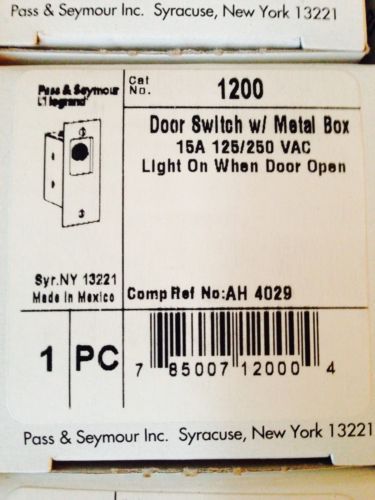 Pass & Seymour Inc. Syracuse, New York 13221
Pass & Seymour
legrand
Cat
No.
1200
Door Switch w/ Metal Box
15A 125/250 VAC
Light On When Door Open
Syr.NY 13221
Made In Mexico
Comp Ref No:AH 4029
1 PC
7 85007 12000 4
Pass & Seymour Inc. Syracuse, New York 13221